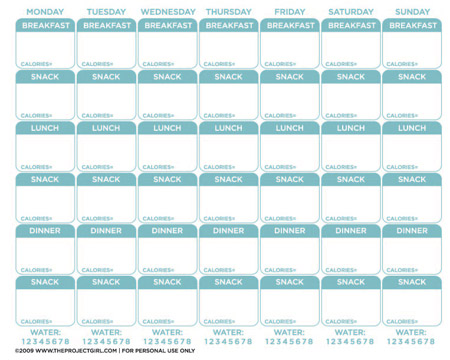 MONDAY TUESDAY WEDNESDAY THURSDAY FRIDAY SATURDAY SUNDAY
BREAKFAST BREAKFAST BREAKFAST BREAKFAST BREAKFAST BREAKFAST BREAKFAST
CALORIES= CALORIES= CALORIES= CALORIES= CALORIES= CALORIES= CALORIES=
SNACK SNACK SNACK SNACK SNACK SNACK SNACK
CALORIES= CALORIES= CALORIES= CALORIES= CALORIES= CALORIES= CALORIES=
LUNCH LUNCH LUNCH LUNCH LUNCH LUNCH LUNCH
CALORIES= CALORIES= CALORIES= CALORIES= CALORIES= CALORIES= CALORIES=
SNACK SNACK SNACK SNACK SNACK SNACK SNACK
CALORIES= CALORIES= CALORIES= CALORIES= CALORIES= CALORIES= CALORIES=
DINNER DINNER DINNER DINNER DINNER DINNER DINNER
CALORIES= CALORIES= CALORIES= CALORIES= CALORIES= CALORIES= CALORIES=
SNACK SNACK SNACK SNACK SNACK SNACK SNACK
CALORIES= CALORIES= CALORIES= CALORIES= CALORIES= CALORIES= CALORIES=
WATER: WATER: WATER: WATER: WATER: WATER: WATER:
1 2 3 4 5 6 7 8 1 2 3 4 5 6 7 8 1 2 3 4 5 6 7 8 1 2 3 4 5 6 7 8 1 2 3 4 5 6 7 8 1 2 3 4 5 6 7 8 1 2 3 4 5 6 7 8
©2009 WWW.THEPROJECTGIRL.COM | FOR PERSONAL USE ONLY